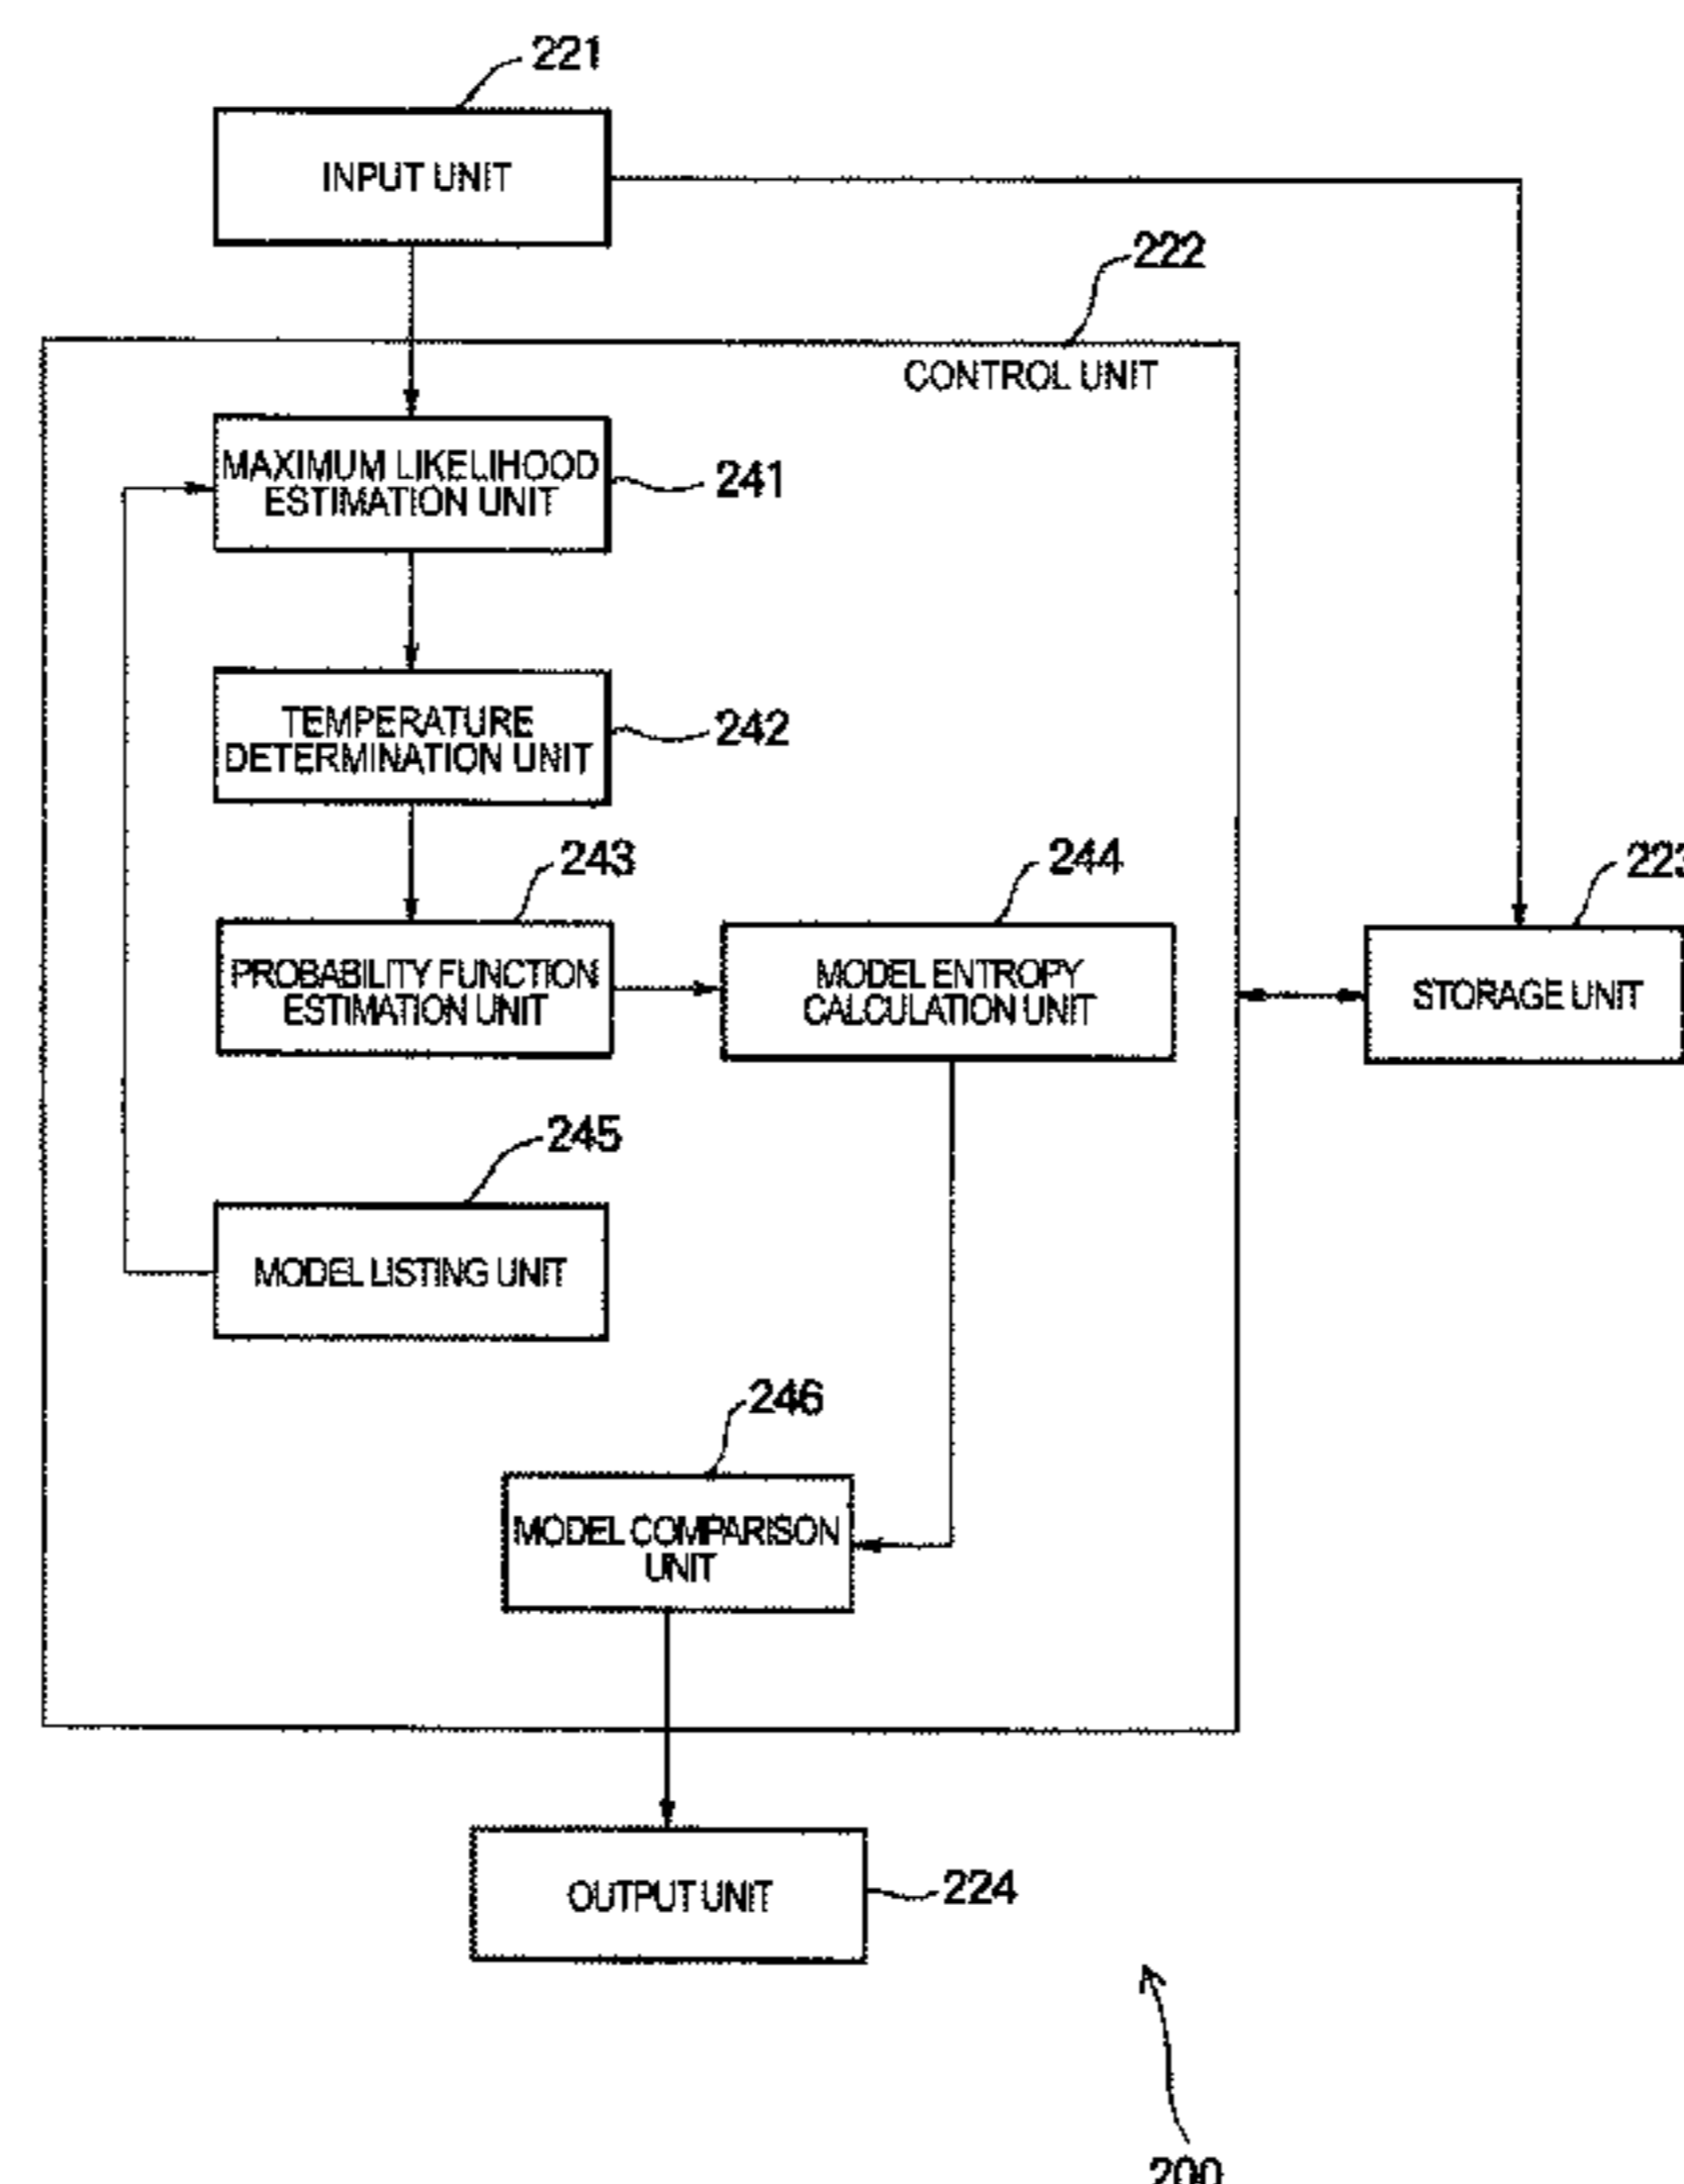 221
INPUT UNIT
222
CONTROL UNIT
MAXIMUM LIKELIHOOD
ESTIMATION UNIT
241
TEMPERATURE
DETERMINATION UNIT
242
243
PROBABILITY FUNCTION
ESTIMATION UNIT
244
MODEL ENTROPY
CALCULATION UNIT
223
STORAGE UNIT
245
MODEL LISTING UNIT
246
MODEL COMPARISON
UNIT
OUTPUT UNIT
224
200